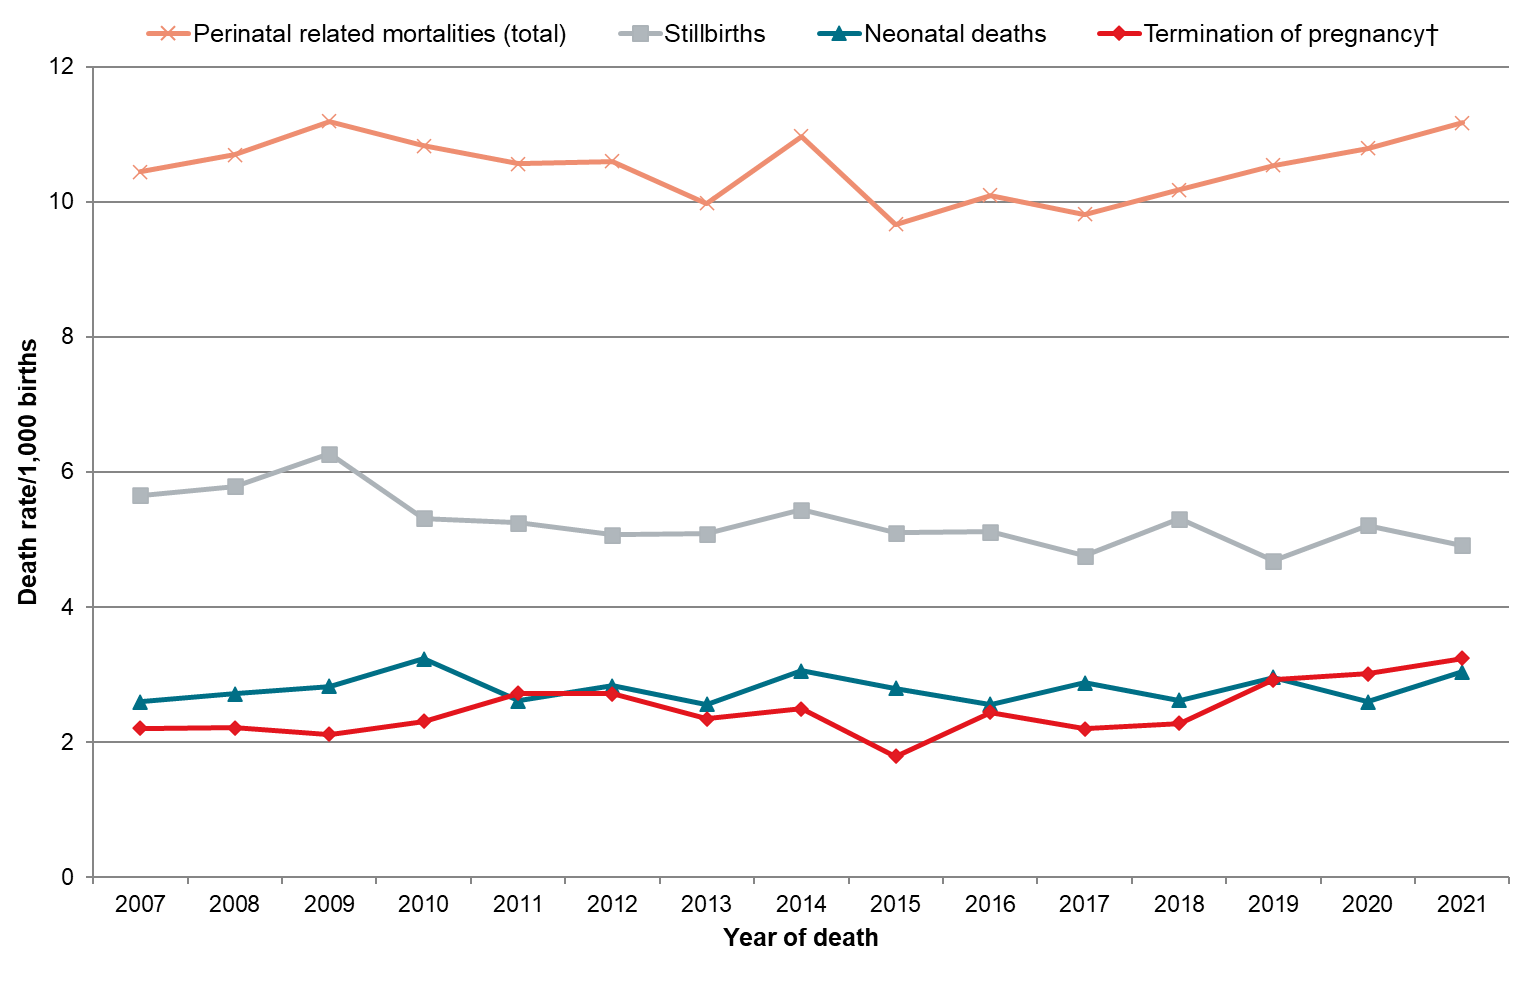 Perinatal related mortalities (total) Stillbirths Neonatal deaths Termination of pregnancy†
12
10
8
6
4
2
0
Death rate/1,000 births
2007 2008 2009 2010 2011 2012 2013 2014 2015 2016 2017 2018 2019 2020 2021
Year of death